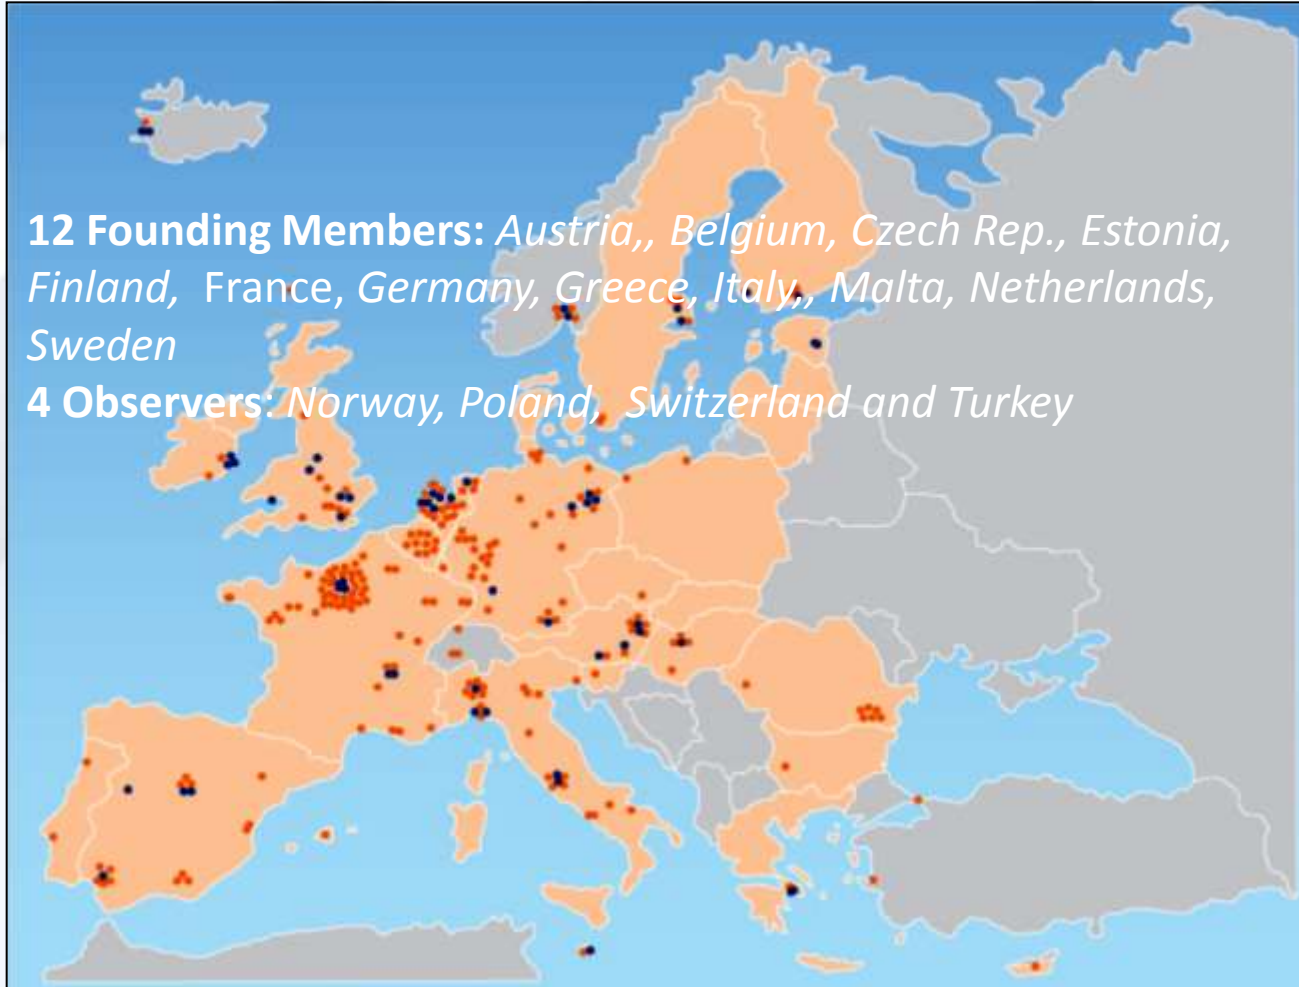 12 Founding Members: Austria,, Belgium, Czech Rep., Estonia,
Finland, France, Germany, Greece, Italy,, Malta, Netherlands,
Sweden
4 Observers: Norway, Poland, Switzerland and Turkey